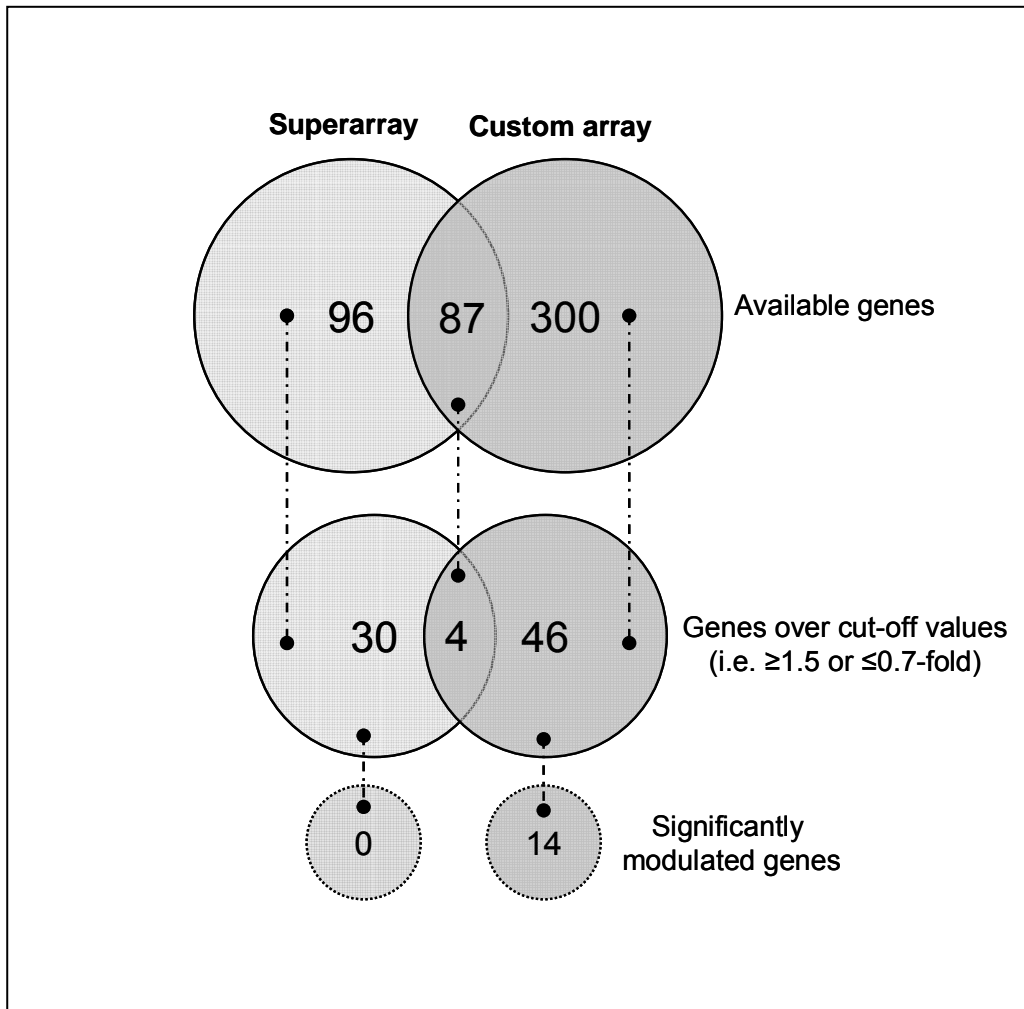 Superarray Custom array
96 87 300 Available genes
30 4 46 Genes over cut-off values
(i.e. ≥1.5 or ≤0.7-fold)
0 14 Significantly
modulated genes